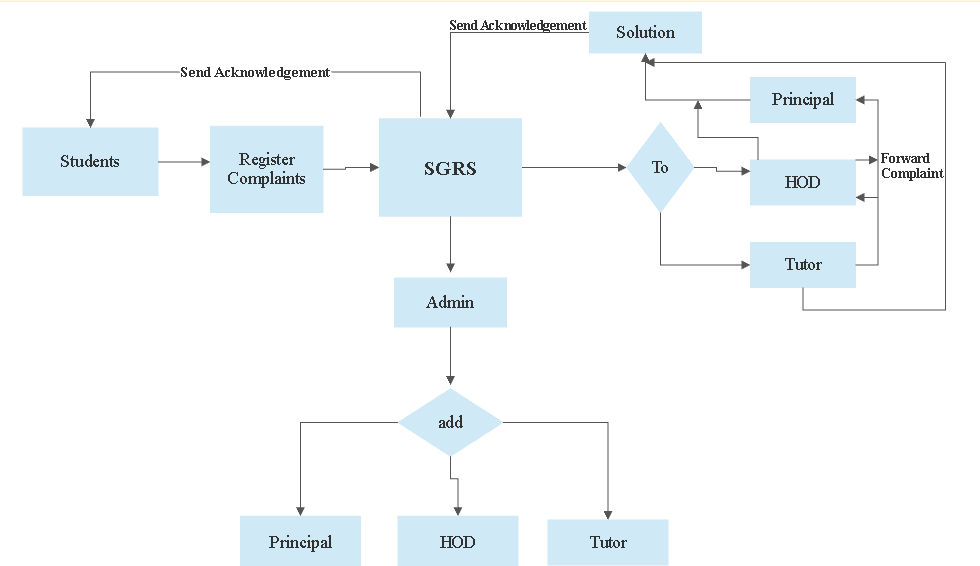 Send Acknowledgement
Solution
Send Acknowledgement
Principal
Students
Register
Complaints
SGRS
To
HOD
Forward
Complaint
Tutor
Admin
add
Principal
HOD
Tutor